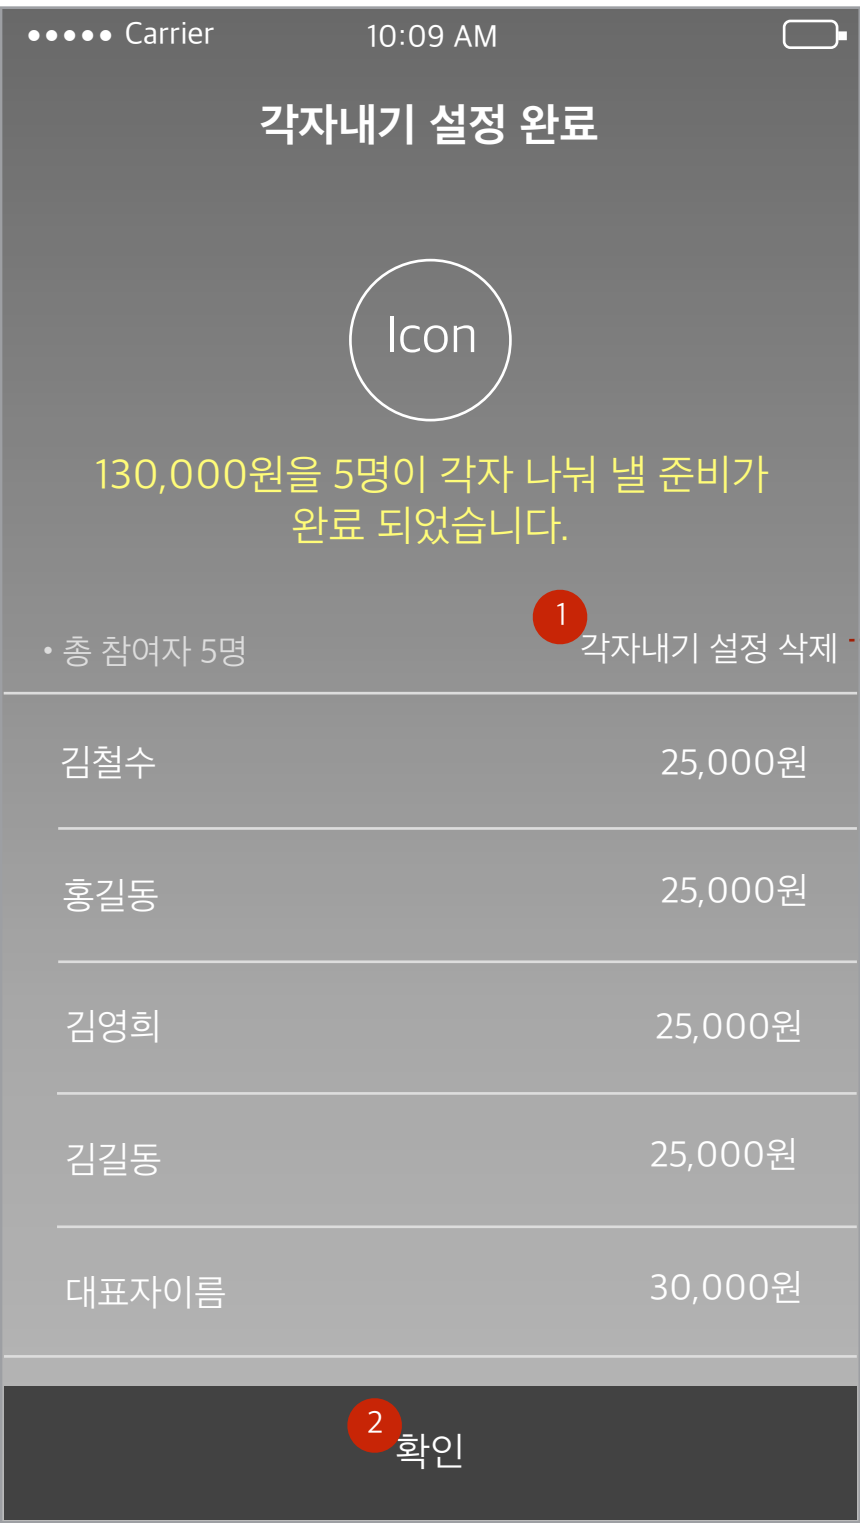 Carrier 10:09 AM
각자내기 설정 완료
Icon
130,000원을 5명이 각자 나눠 낼 준비가
완료 되었습니다.
1
• 총 참여자 5명 각자내기 설정 삭제
김철수 25,000원
홍길동 25,000원
김영희 25,000원
김길동 25,000원
대표자이름 30,000원
2
확인